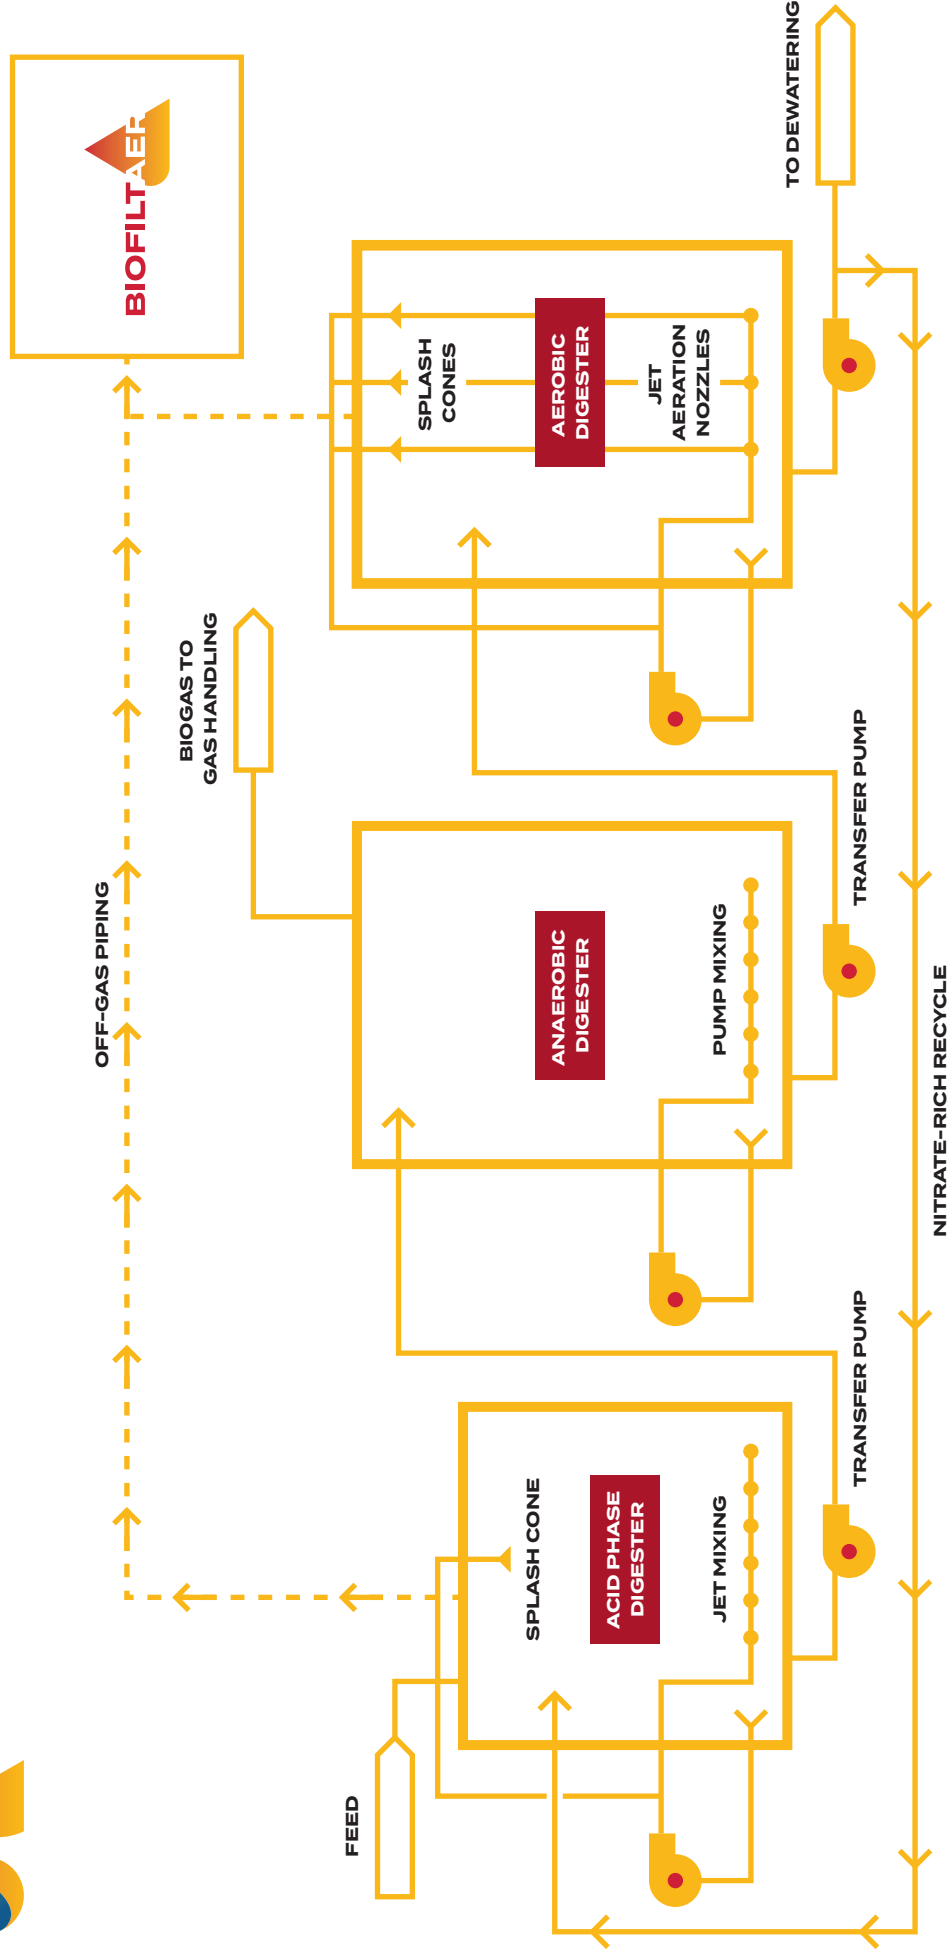 OFF-GAS PIPING
BIOFILTAER
FEED
SPLASH CONE
ACID PHASE
DIGESTER
JET MIXING
TRANSFER PUMP
BIOGAS TO
GAS HANDLING
ANAEROBIC
DIGESTER
PUMP MIXING
TRANSFER PUMP
SPLASH
CONES
AEROBIC
DIGESTER
JET
AERATION
NOZZLES
TO DEWATERING
NITRATE-RICH RECYCLE